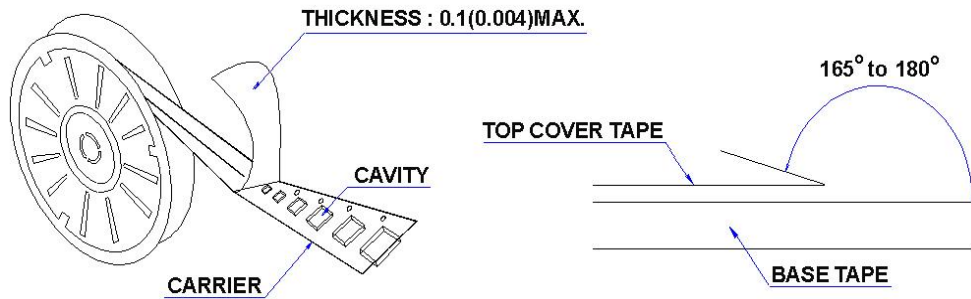 THICKNESS : 0.1(0.004)MAX.
165° to 180°
TOP COVER TAPE
CAVITY
CARRIER
BASE TAPE